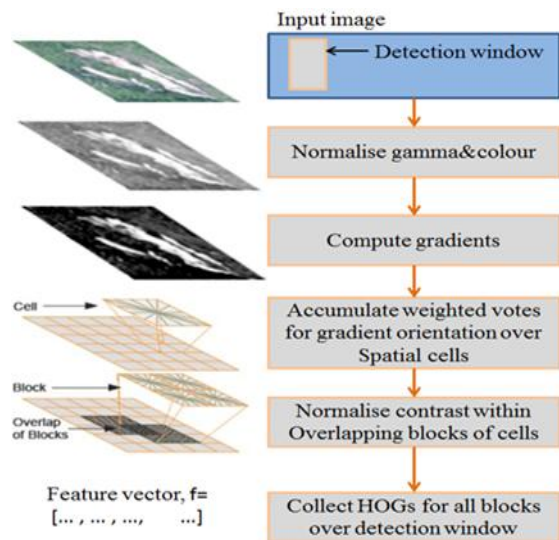 Input image
Detection window
Normalise gamma&colour
Compute gradients
Cell
Accumulate weighted votes
for gradient orientation over
Spatial cells
Block
Overlap
of Blocks
Normalise contrast within
Overlapping blocks of cells
Feature vector, f=
[... , ... , ..., ...]
Collect HOGs for all blocks
over detection window